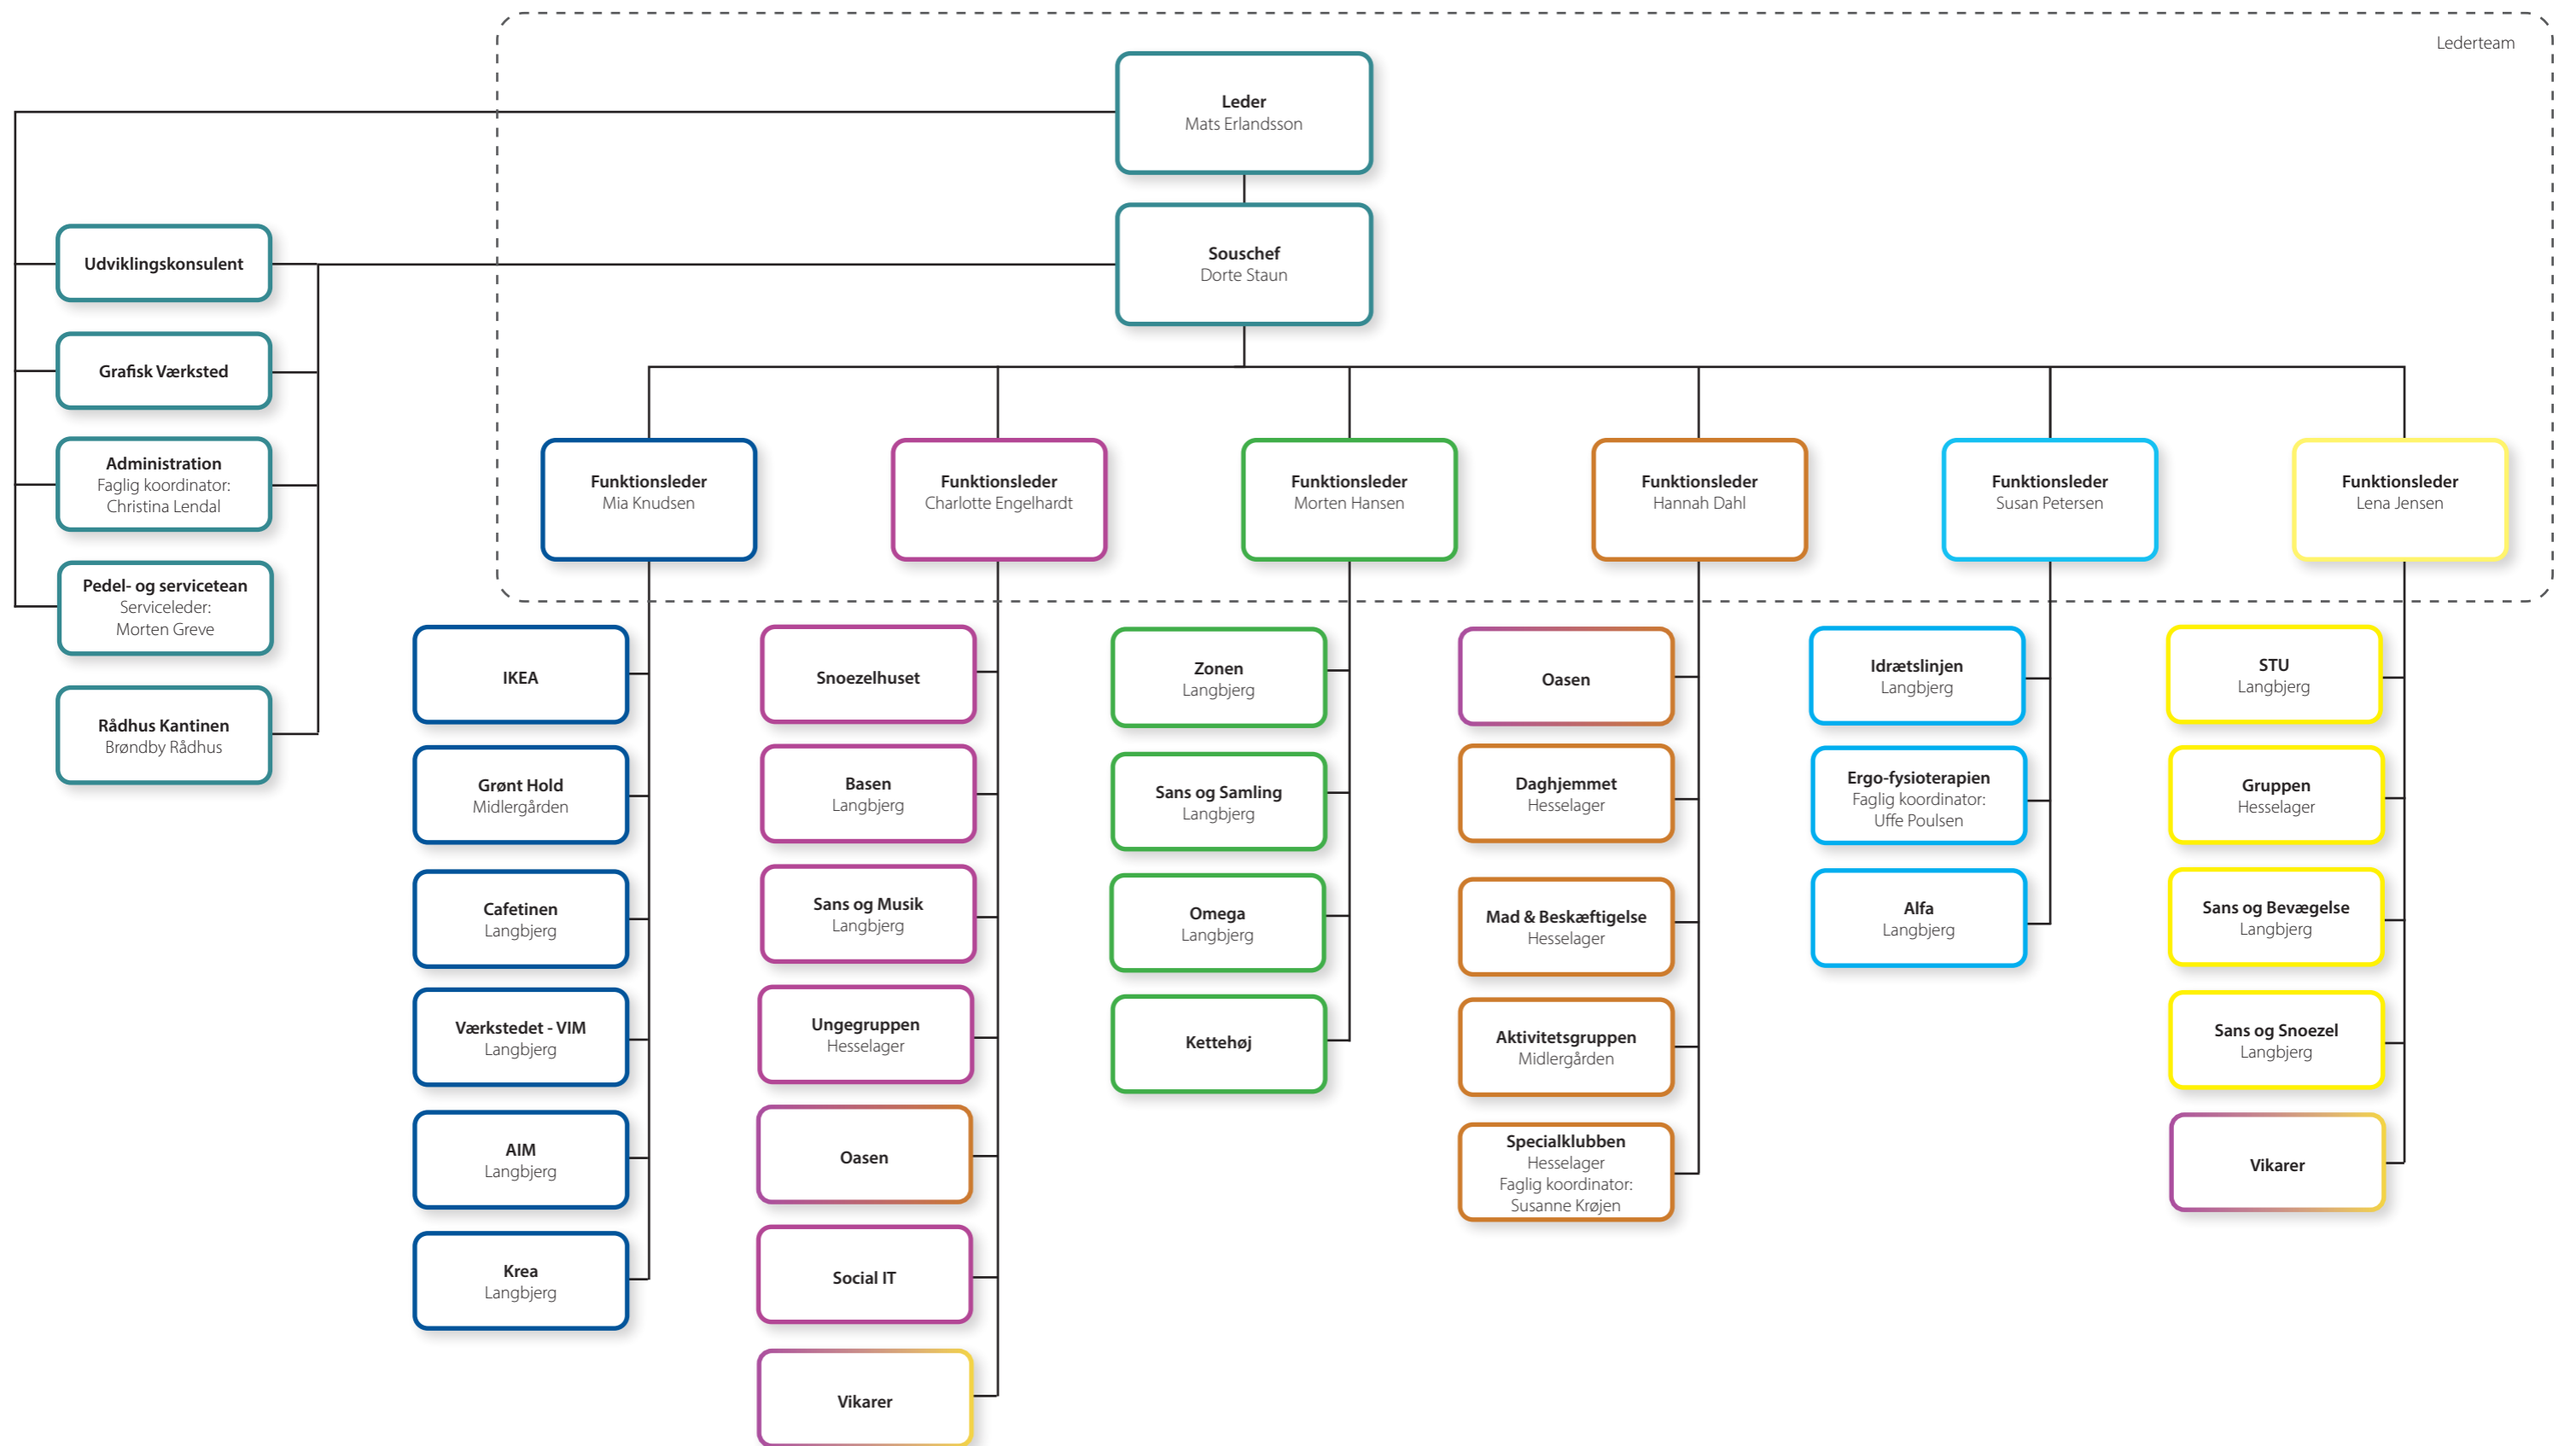 Lederteam
Leder
Mats Erlandsson
Souschef
Dorte Staun
Udviklingskonsulent
Grafisk Værksted
Administration
Faglig koordinator:
Christina Lendal
Pedel- og servicetean
Serviceleder:
Morten Greve
Rådhus Kantinen
Brøndby Rådhus
Funktionsleder
Mia Knudsen
Funktionsleder
Charlotte Engelhardt
Funktionsleder
Morten Hansen
Funktionsleder
Hannah Dahl
Funktionsleder
Susan Petersen
Funktionsleder
Lena Jensen
IKEA
Grønt Hold
Midlergården
Cafetinen
Langbjerg
Værkstedet - VIM
Langbjerg
AIM
Langbjerg
Krea
Langbjerg
Snoezelhuset
Basen
Langbjerg
Sans og Musik
Langbjerg
Ungegruppen
Hesselager
Oasen
Social IT
Vikarer
Zonen
Langbjerg
Sans og Samling
Langbjerg
Omega
Langbjerg
Kettehøj
Oasen
Daghjemmet
Hesselager
Mad & Beskæftigelse
Hesselager
Aktivitetsgruppen
Midlergården
Specialklubben
Hesselager
Faglig koordinator:
Susanne Krøjen
Idrætslinjen
Langbjerg
Ergo-fysioterapien
Faglig koordinator:
Uffe Poulsen
Alfa
Langbjerg
STU
Langbjerg
Gruppen
Hesselager
Sans og Bevægelse
Langbjerg
Sans og Snoezel
Langbjerg
Vikarer